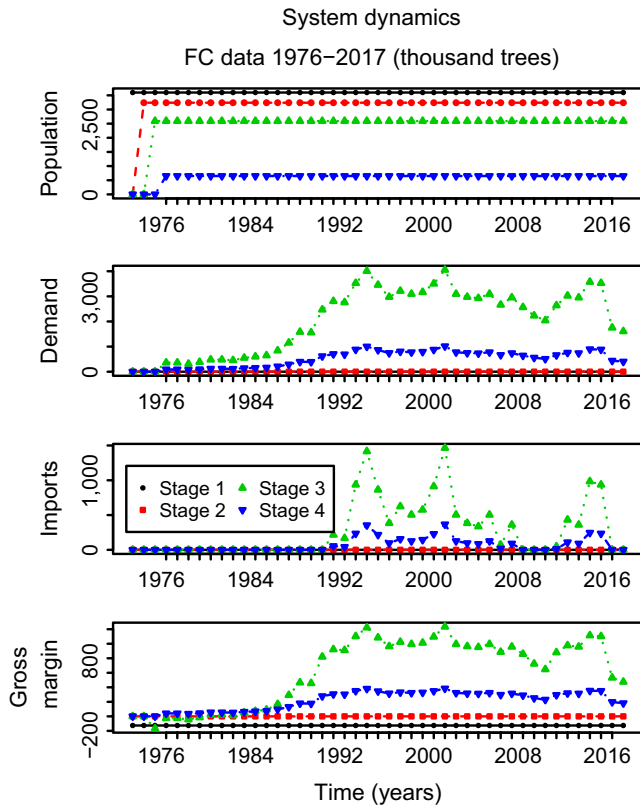 System dynamics
FC data 1976−2017 (thousand trees)
Population
0
2,500
1976 1984 1992 2000 2008 2016
Demand
0
3,000
1976 1984 1992 2000 2008 2016
Imports
0
1,000
Stage 1 Stage 3
Stage 2 Stage 4
1976 1984 1992 2000 2008 2016
Gross
margin
−200
800
1976 1984 1992 2000 2008 2016
Time (years)